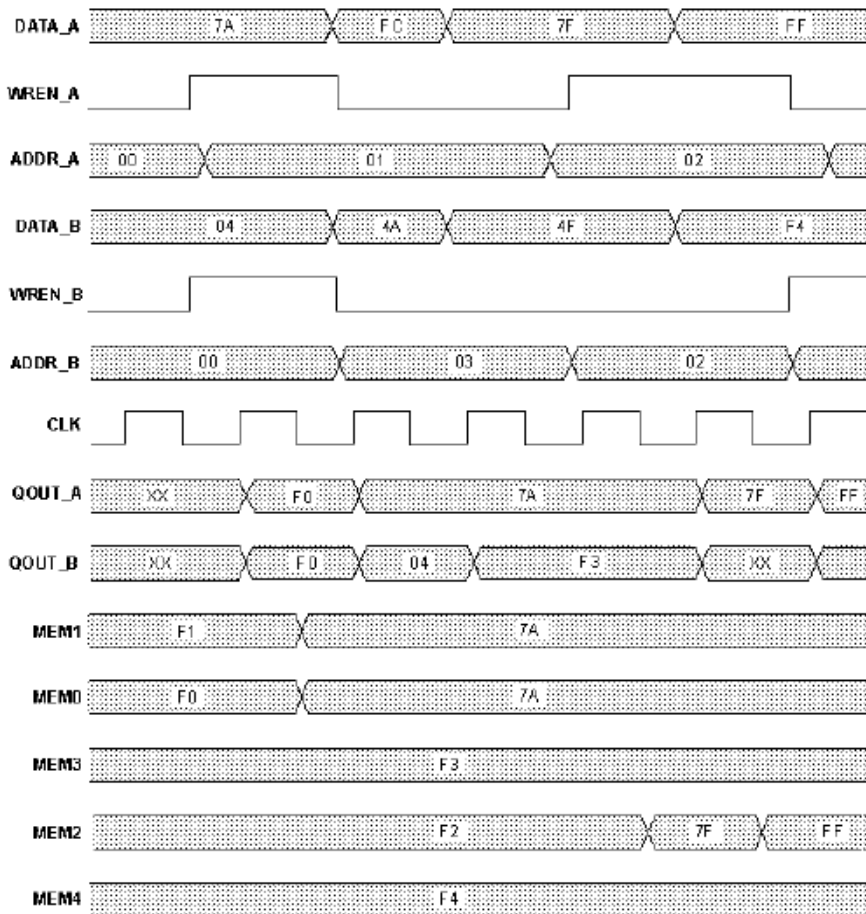 DATA_A 7A FC 7F FF
WREN_A
ADDR_A 00 01 02
DATA_B 04 4A 4F F4
WREN_B
ADDR_B 00 03 02
CLK
QOUT_A XX F0 7A 7F FF
QOUT_B XX F0 04 F3 XX
MEM1 F1 7A
MEM0 F0 7A
MEM3 F3
MEM2 F2 7F FF
MEM4 F4